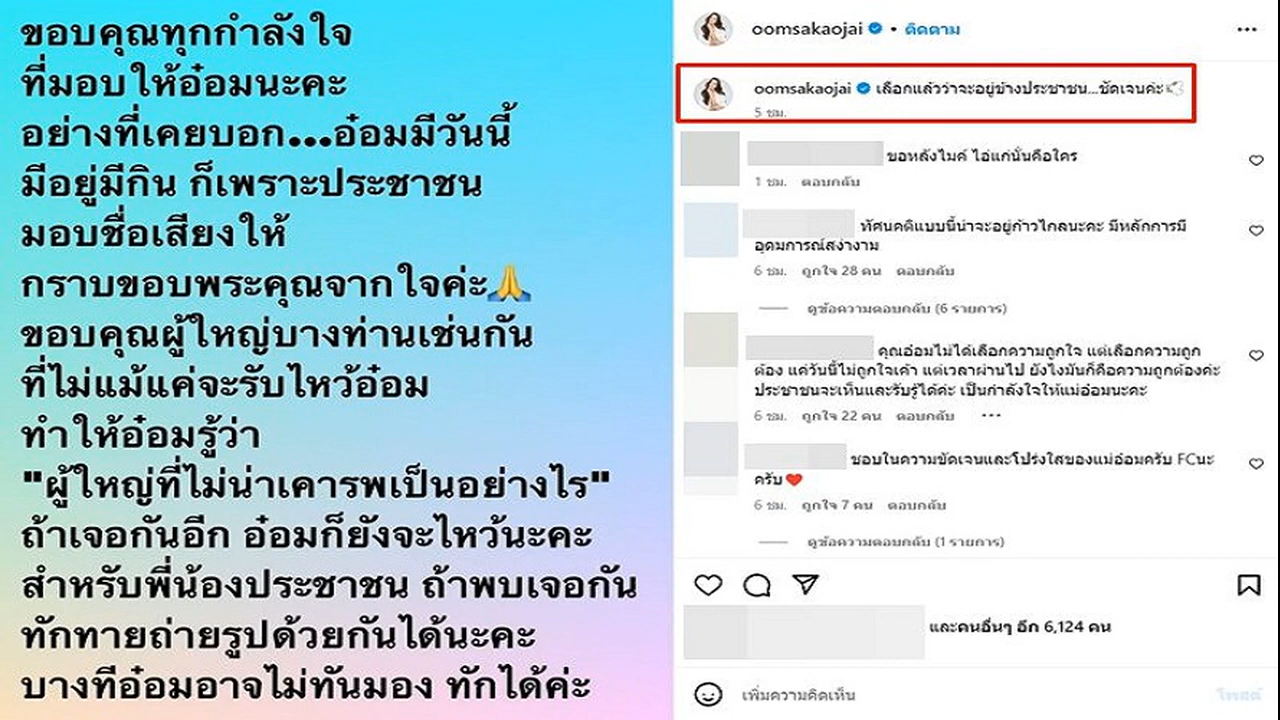 ขอบคุณทุกกำลังใจ
ที่มอบให้อ๋อมนะคะ
อย่างที่เคยบอก...อ๋อมมีวันนี้
มีอยู่มีกิน ก็เพราะประชาชน
มอบชื่อเสียงให้
กราบขอบพระคุณจากใจค่ะ🙏
ขอบคุณผู้ใหญ่บางท่านเช่นกัน
ที่ไม่แม้แค่จะรับไหว้อ๋อม
ทำให้อ๋อมรู้ว่า
"ผู้ใหญ่ที่ไม่น่าเคารพเป็นอย่างไร"
ถ้าเจอกันอีก อ๋อมก็ยังจะไหว้นะคะ
สำหรับพี่น้องประชาชน ถ้าพบเจอกัน
ทักทายถ่ายรูปด้วยกันได้นะคะ
บางทีอ๋อมอาจไม่ทันมอง ทักได้ค่ะ
oomsakaojai • ติดตาม
oomsakaojai เลือกแล้วว่าจะอยู่ข้างประชาชน...ชัดเจนค่ะ
5 ชม.
ขอหลังไมค์ ไอ่แก่นั่นคือใคร
1 ชม. ตอบกลับ
ทัศนคติแบบนี้น่าจะอยู่ก้าวไกลนะคะ มีหลักการมี
อุดมการณ์สง่างาม
6 ชม. ถูกใจ 28 คน ตอบกลับ
ดูข้อความตอบกลับ (6 รายการ)
คุณอ๋อมไม่ได้เลือกความถูกใจ แต่เลือกความถูก
ต้อง แค่วันนี้ไม่ถูกใจเค้า แต่เวลาผ่านไป ยังไงมันก็คือความถูกต้องค่ะ
ประชาชนจะเห็นและรับรู้ได้ค่ะ เป็นกำลังใจให้แม่อ๋อมนะคะ
6 ชม. ถูกใจ 22 คน ตอบกลับ ...
ชอบในความชัดเจนและโปร่งใสของแม่อ๋อมครับ FCนะ
ครับ❤️
6 ชม. ถูกใจ 7 คน ตอบกลับ
ดูข้อความตอบกลับ (1 รายการ)
และคนอื่นๆ อีก 6,124 คน
เพิ่มความคิดเห็น
โพสต์